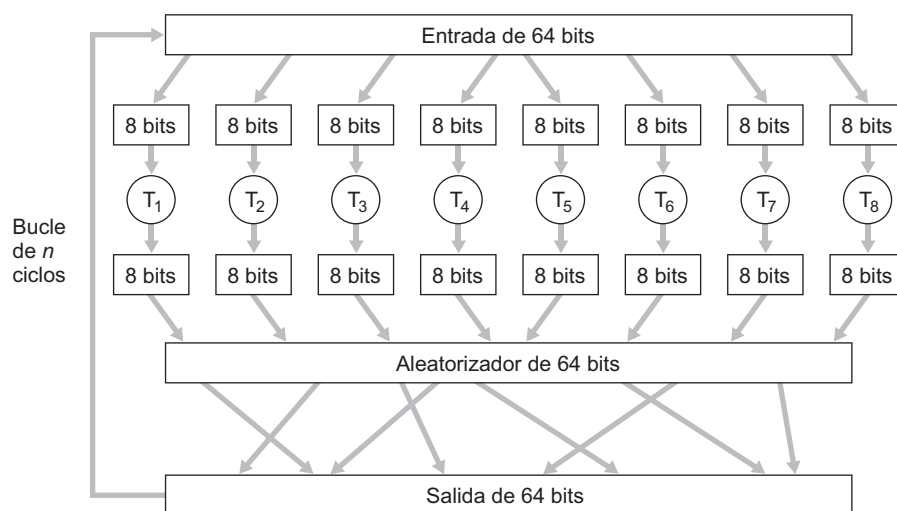 Entrada de 64 bits
8 bits 8 bits 8 bits 8 bits 8 bits 8 bits 8 bits 8 bits
T1 T2 T3 T4 T5 T6 T7 T8
Bucle
de n
ciclos
8 bits 8 bits 8 bits 8 bits 8 bits 8 bits 8 bits 8 bits
Aleatorizador de 64 bits
Salida de 64 bits